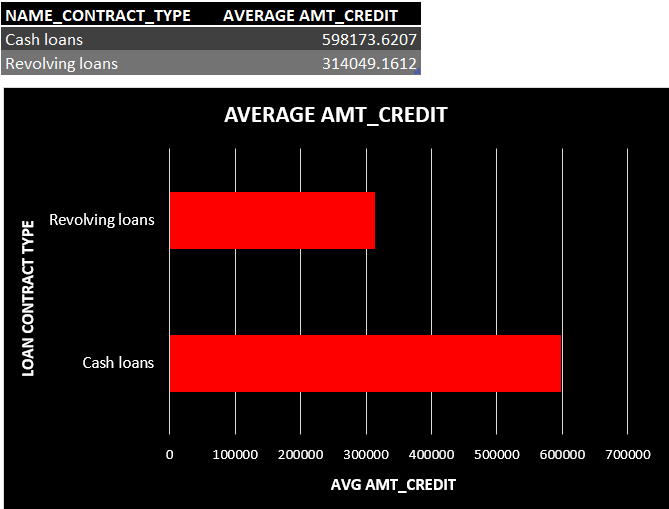 NAME_CONTRACT_TYPE AVERAGE AMT_CREDIT
Cash loans 598173.6207
Revolving loans 314049.1612
AVERAGE AMT_CREDIT
LOAN CONTRACT TYPE
Revolving loans
Cash loans
0 100000 200000 300000 400000 500000 600000 700000
AVG AMT_CREDIT